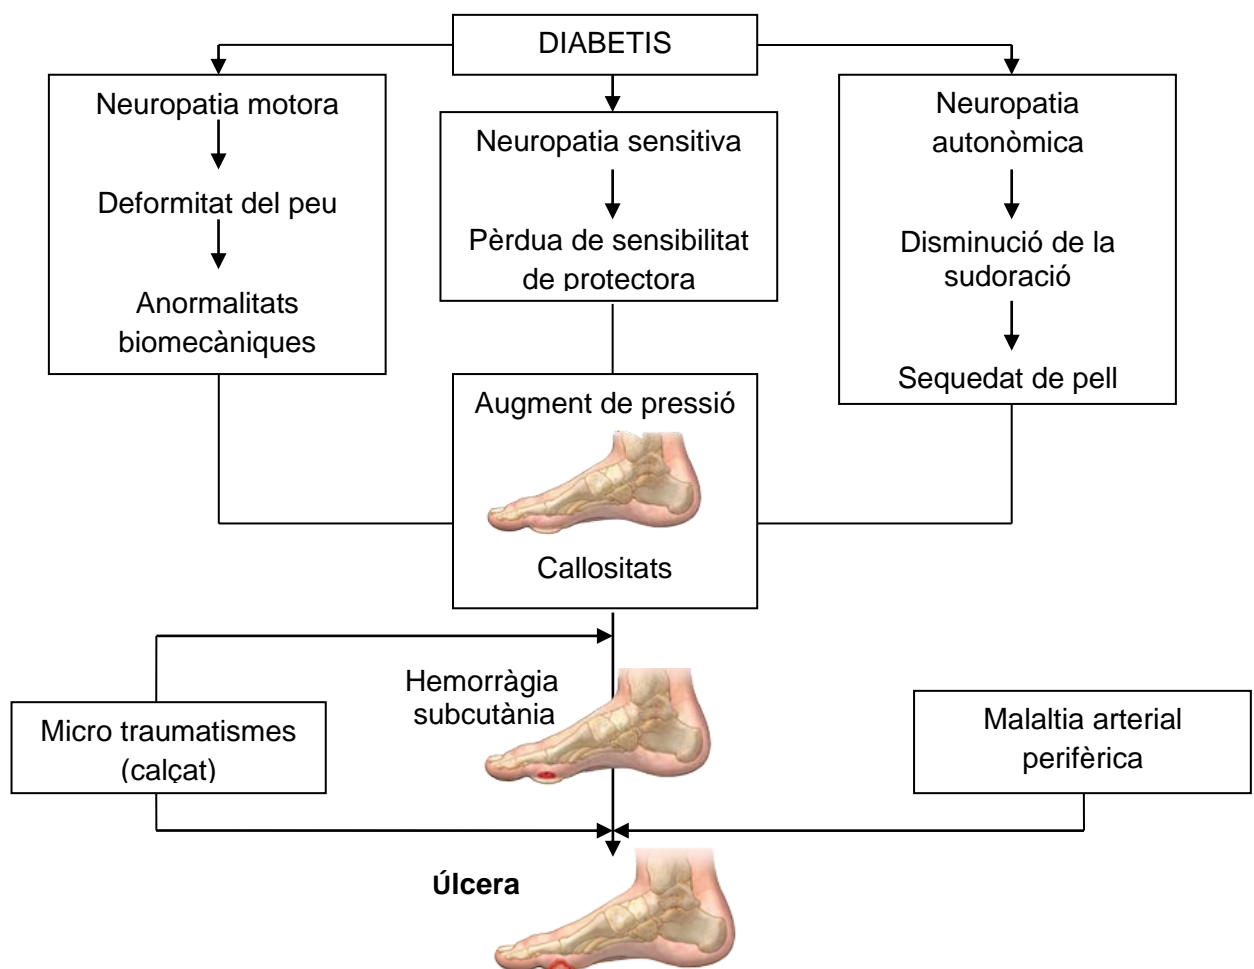 DIABETIS
Neuropatia motora
Deformitat del peu
Anormalitats
biomecàniques
Neuropatia sensitiva
Pèrdua de sensibilitat
de protectora
Neuropatia
autonòmica
Disminució de la
sudoració
Sequedat de pell
Augment de pressió
Callositats
Hemorràgia
subcutània
Micro traumatismes
(calçat)
Malaltia arterial
perifèrica
Úlcera